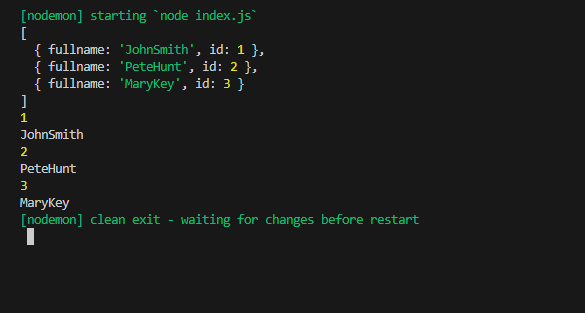 [nodemon] starting `node index.js`
[
  { fullname: 'JohnSmith', id: 1 },
  { fullname: 'PeteHunt', id: 2 },
  { fullname: 'MaryKey', id: 3 }
]
1
JohnSmith
2
PeteHunt
3
MaryKey
[nodemon] clean exit - waiting for changes before restart